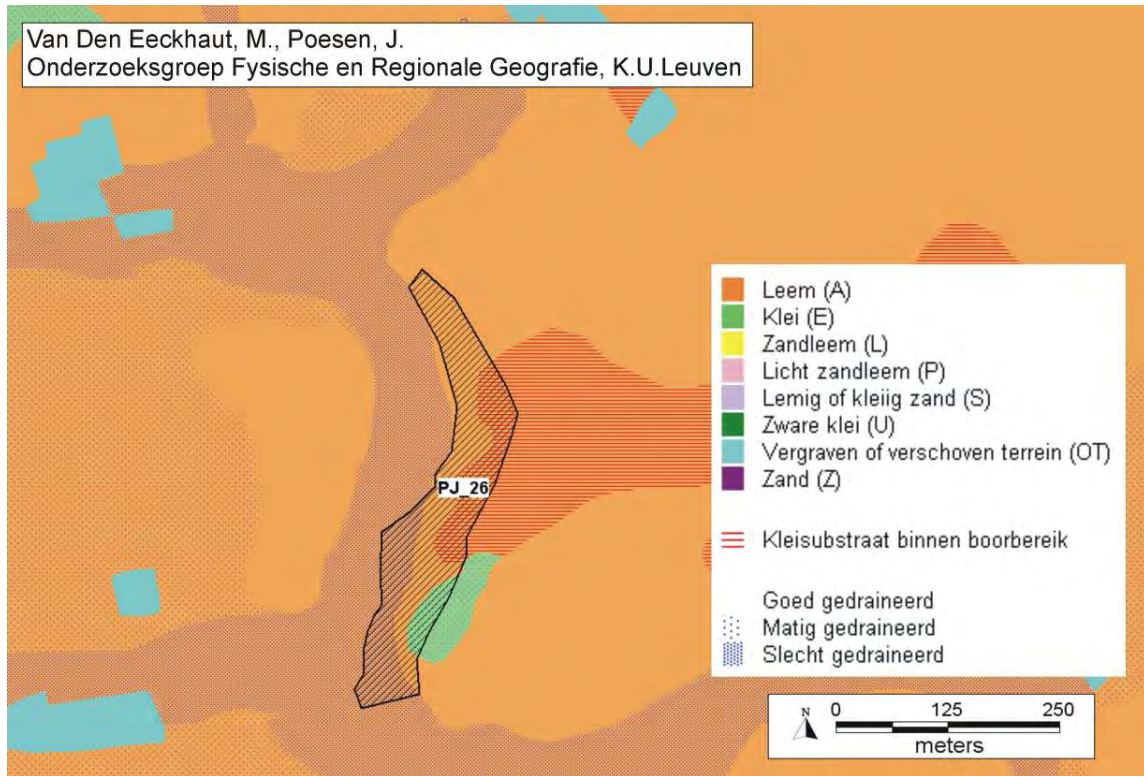 Van Den Eeckhaut, M., Poesen, J.
Onderzoeksgroep Fysische en Regionale Geografie, K.U.Leuven
PJ_26
Leem (A)
Klei (E)
Zandleem (L)
Licht zandleem (P)
Lemig of kleiig zand (S)
Zware klei (U)
Vergraven of verschoven terrein (OT)
Zand (Z)
Kleisubstraat binnen boorbereik
Goed gedraineerd
Matig gedraineerd
Slecht gedraineerd
N
0 125 250
meters